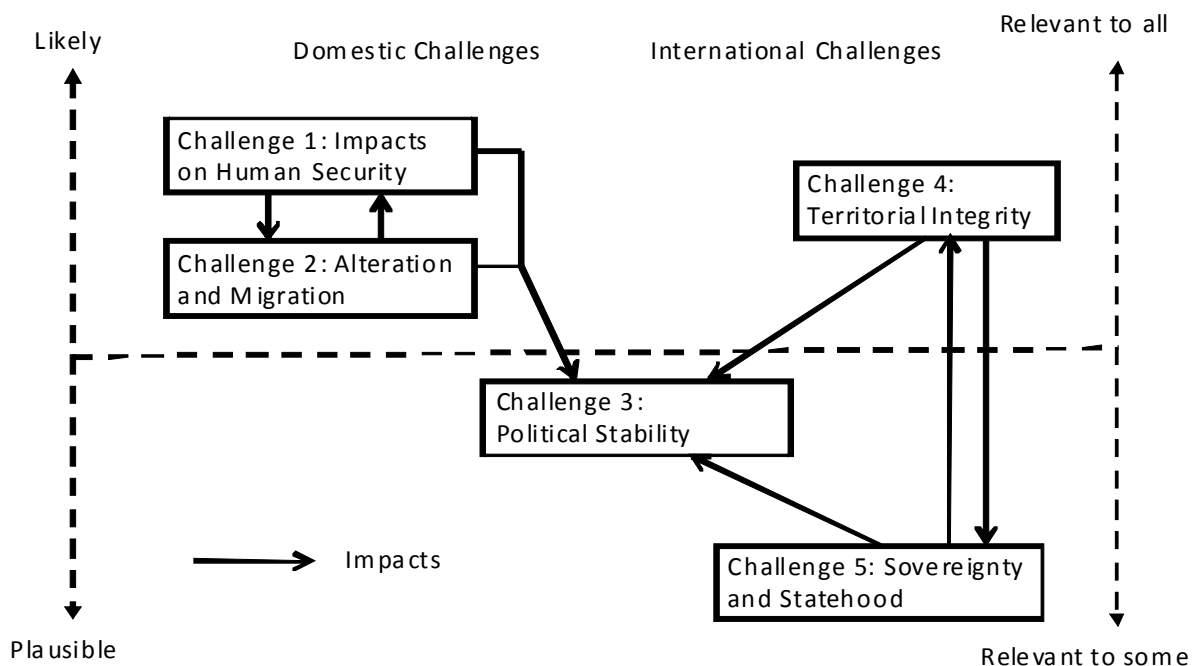 Likely
Domestic Challenges
International Challenges
Relevant to all
Challenge 1: Impacts
on Human Security
Challenge 2: Alteration
and Migration
Challenge 4:
Territorial Integrity
Challenge 3:
Political Stability
Impacts
Challenge 5: Sovereignty
and Statehood
Plausible
Relevant to some